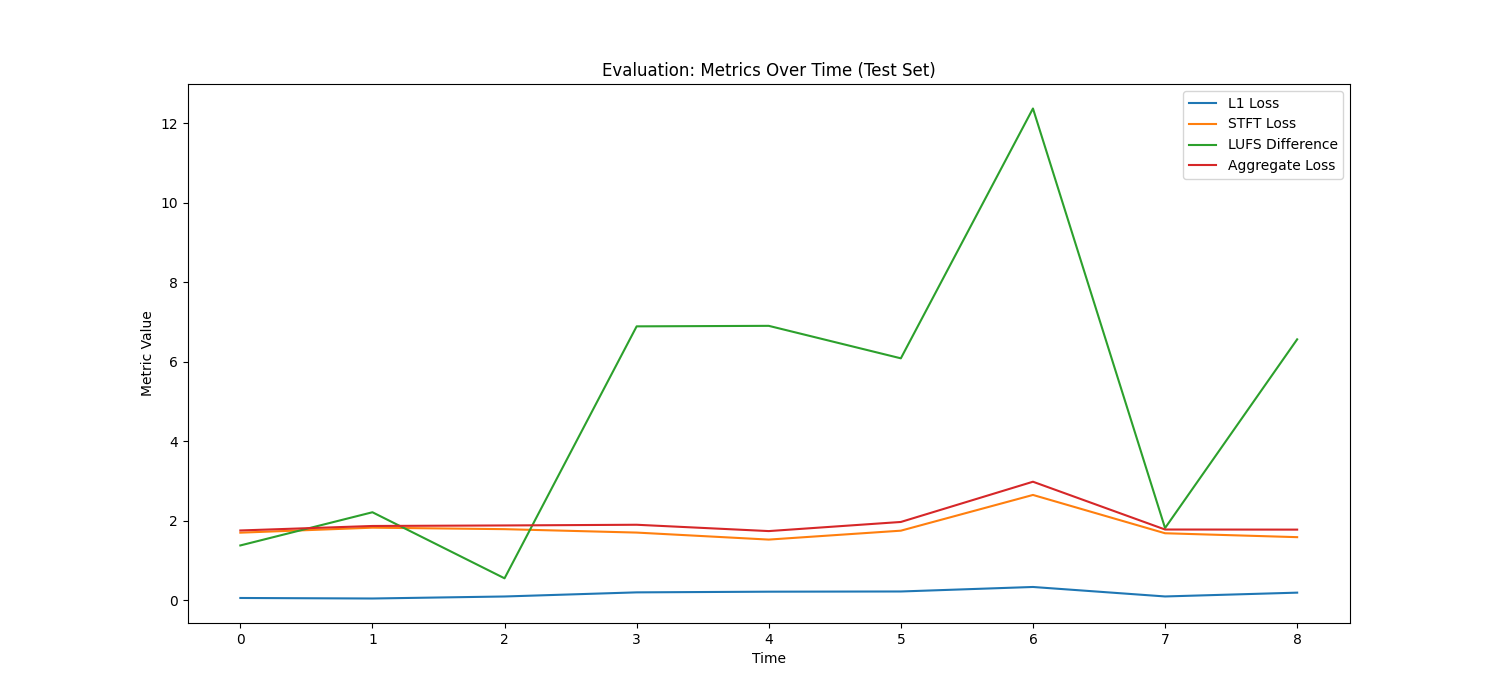 Evaluation: Metrics Over Time (Test Set)
L1 Loss
STFT Loss
LUFS Difference
Aggregate Loss
Metric Value
12
10
8
6
4
2
0
0 1 2 3 4 5 6 7 8
Time